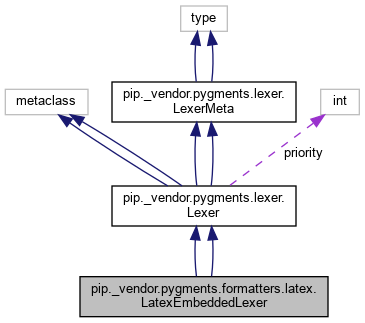 type
pip._vendor.pygments.lexer.
LexerMeta
metaclass
int
priority
pip._vendor.pygments.lexer.
Lexer
pip._vendor.pygments.formatters.latex.
LatexEmbeddedLexer